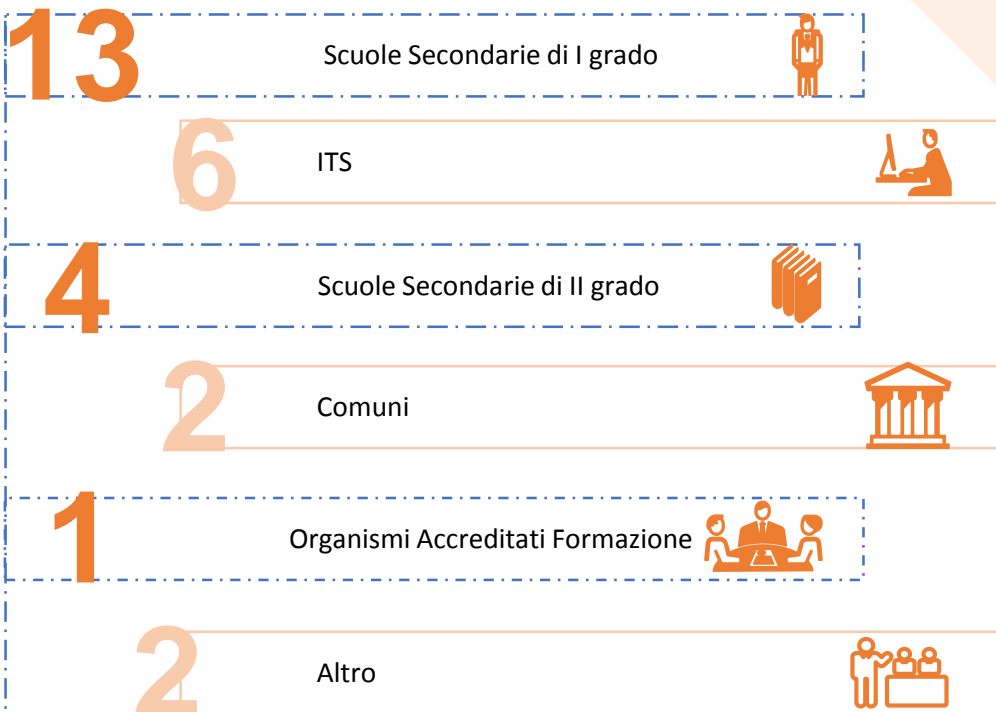 13
Scuole Secondarie di I grado
6
ITS
4
Scuole Secondarie di II grado
2
Comuni
1
Organismi Accreditati Formazione
2
Altro